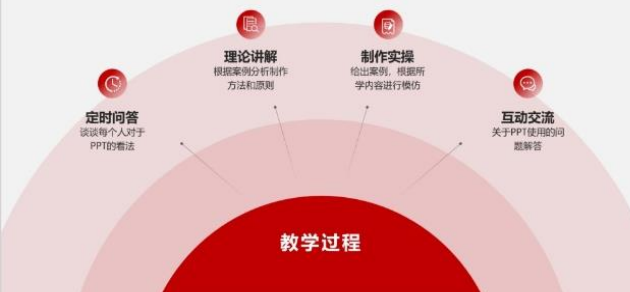 定时问答
谈谈每个人对于
PPT的看法
理论讲解
根据案例分析制作
方法和原则
制作实操
给出案例，根据所
学内容进行模仿
互动交流
关于PPT使用的问
题解答
教学过程